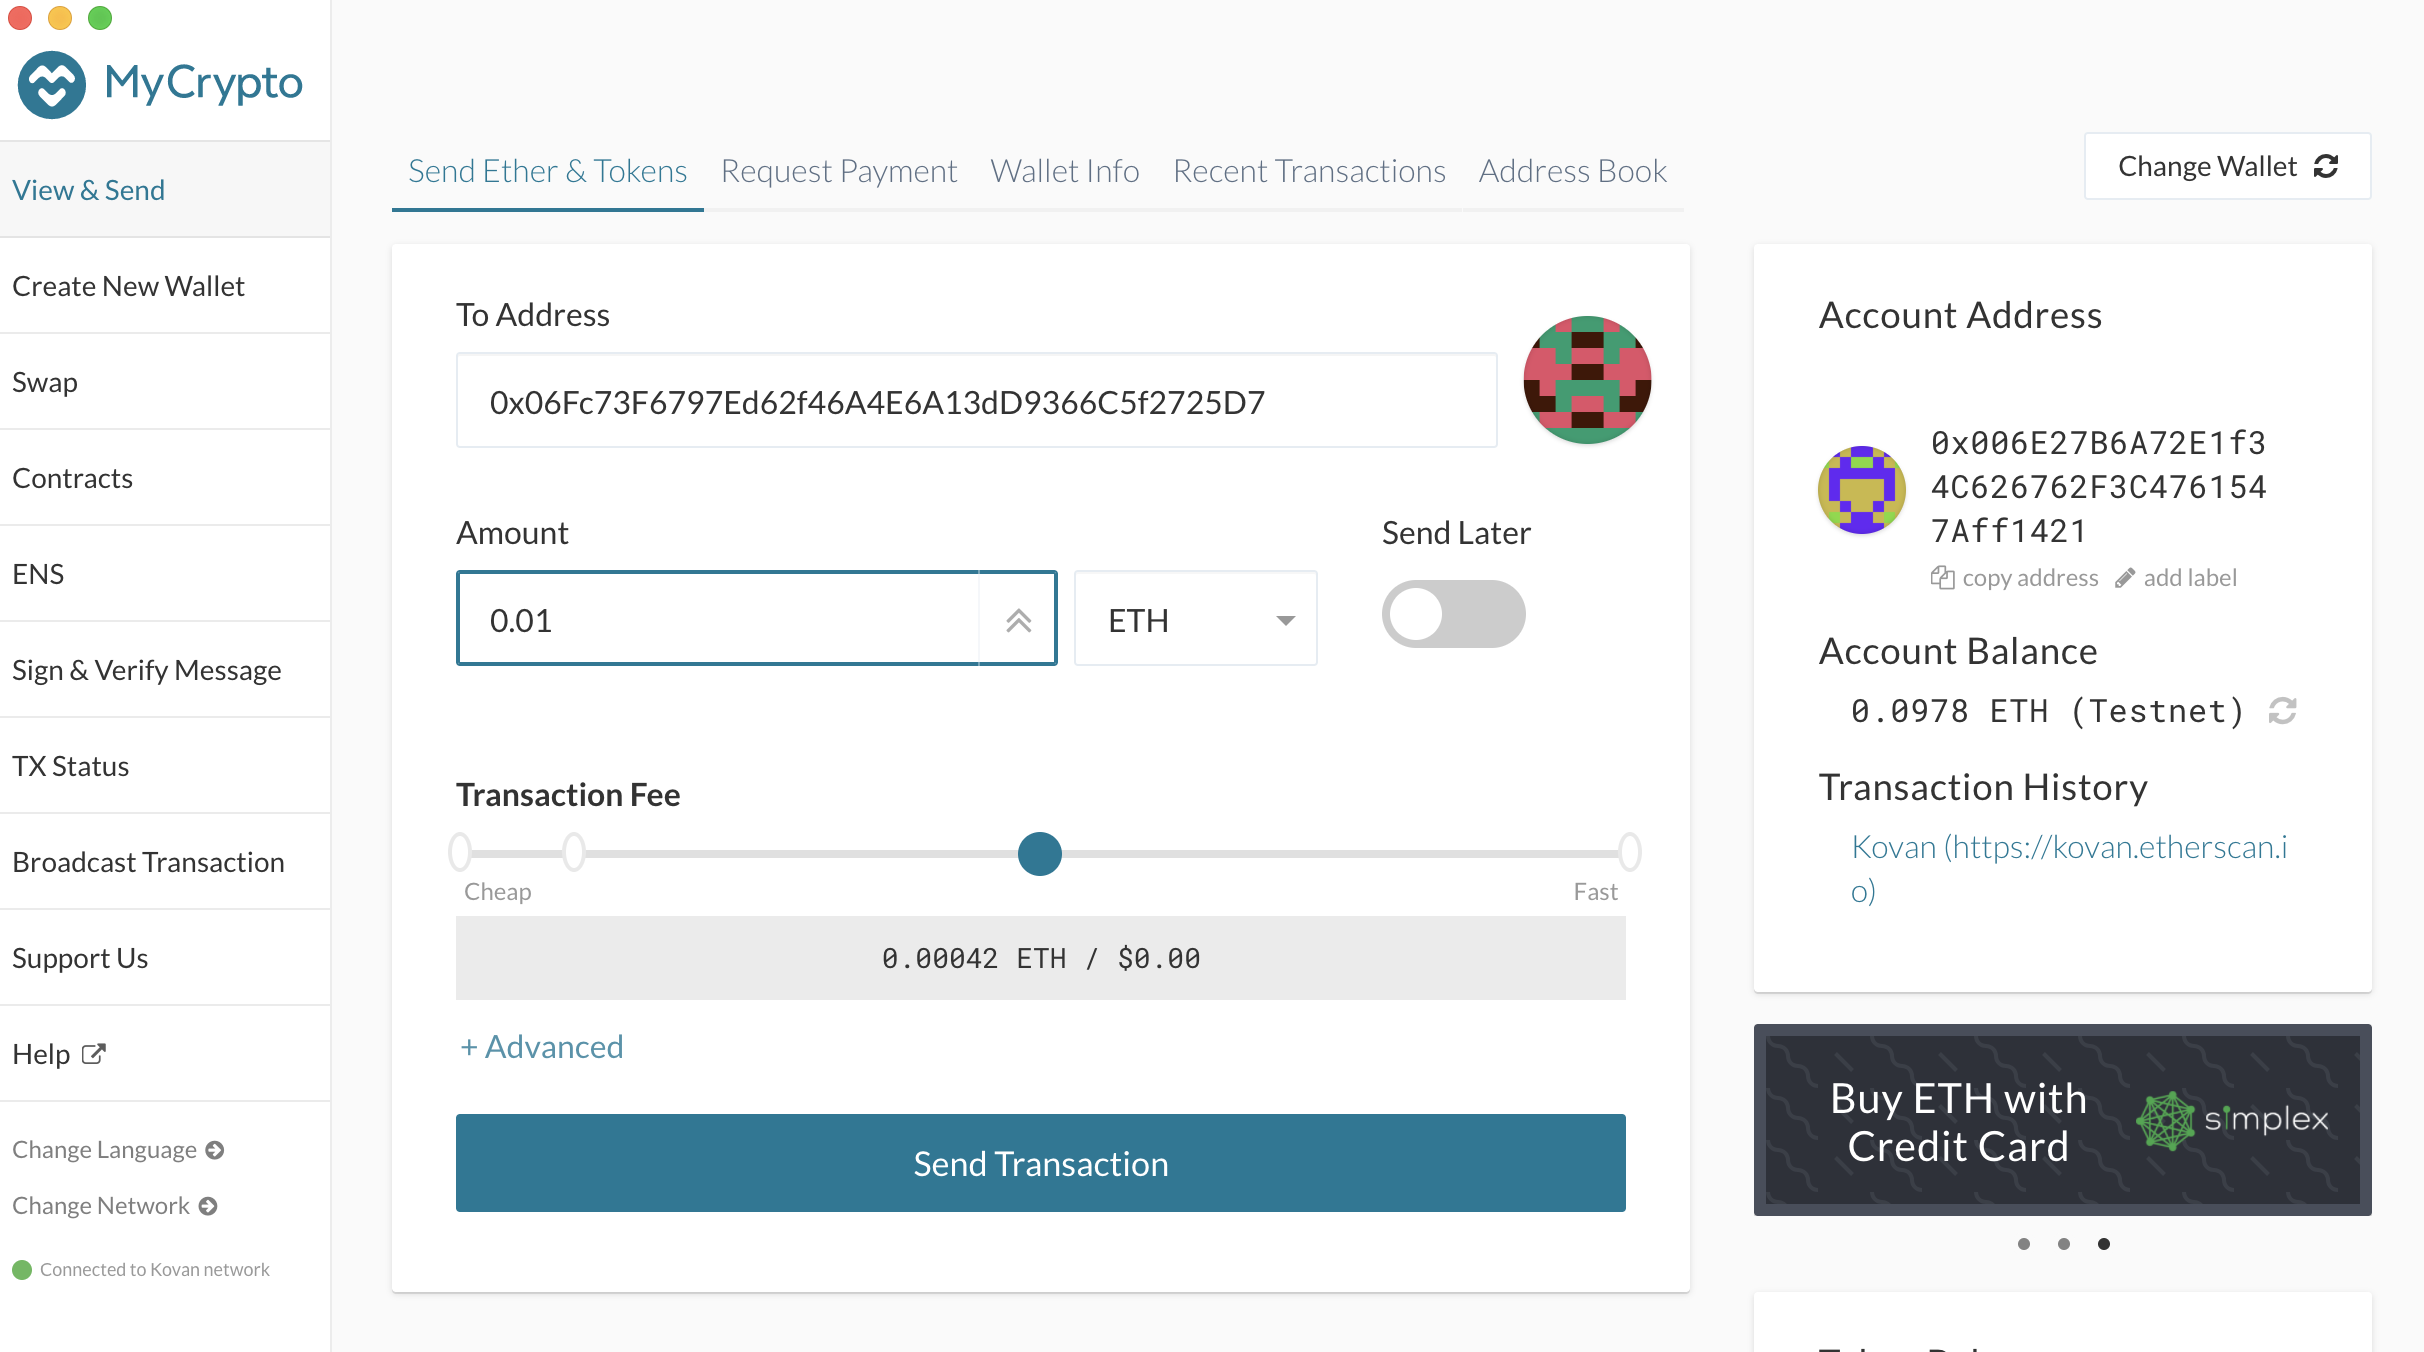 MyCrypto
View & Send
Create New Wallet
Swap
Contracts
ENS
Sign & Verify Message
TX Status
Broadcast Transaction
Support Us
Help
Change Language
Change Network
Connected to Kovan network
Send Ether & Tokens Request Payment Wallet Info Recent Transactions Address Book
Change Wallet
To Address
0x06Fc73F6797Ed62f46A4E6A13dD9366C5f2725D7
Amount
Send Later
0.01
ETH
Transaction Fee
Cheap
Fast
0.00042 ETH / $0.00
+ Advanced
Send Transaction
Account Address
0x006E27B6A72E1f3
4C626762F3C476154
7Aff1421
copy address add label
Account Balance
0.0978 ETH (Testnet)
Transaction History
Kovan (https://kovan.etherscan.i
o)
Buy ETH with
Credit Card
simplex